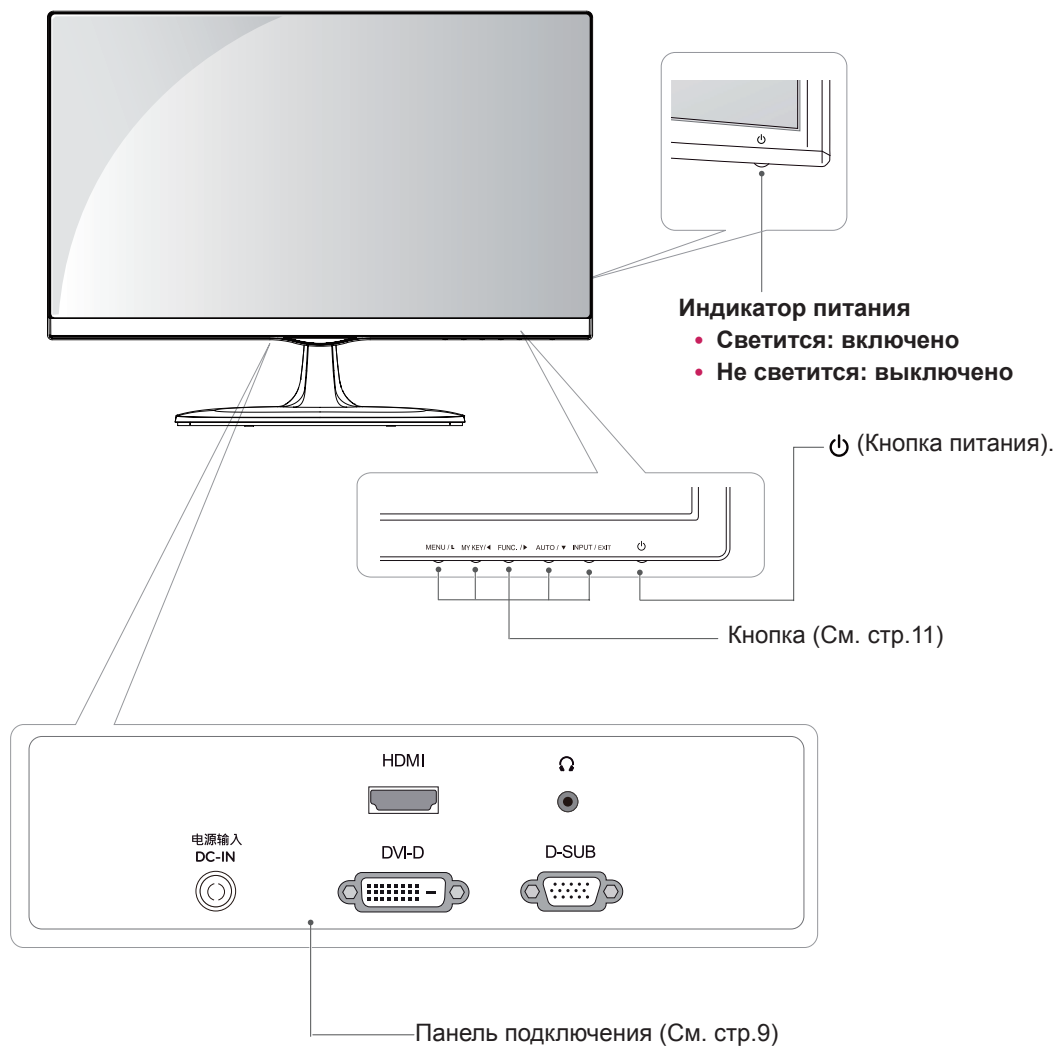 Индикатор питания
• Светится: включено
• Не светится: выключено
(Кнопка питания).
MENU / MY KEY/◀ FUNC. /▶ AUTO / ▼ INPUT / EXIT
Кнопка (См. стр.11)
HDMI
电源输入
DC-IN
DVI-D
D-SUB
Панель подключения (См. стр.9)